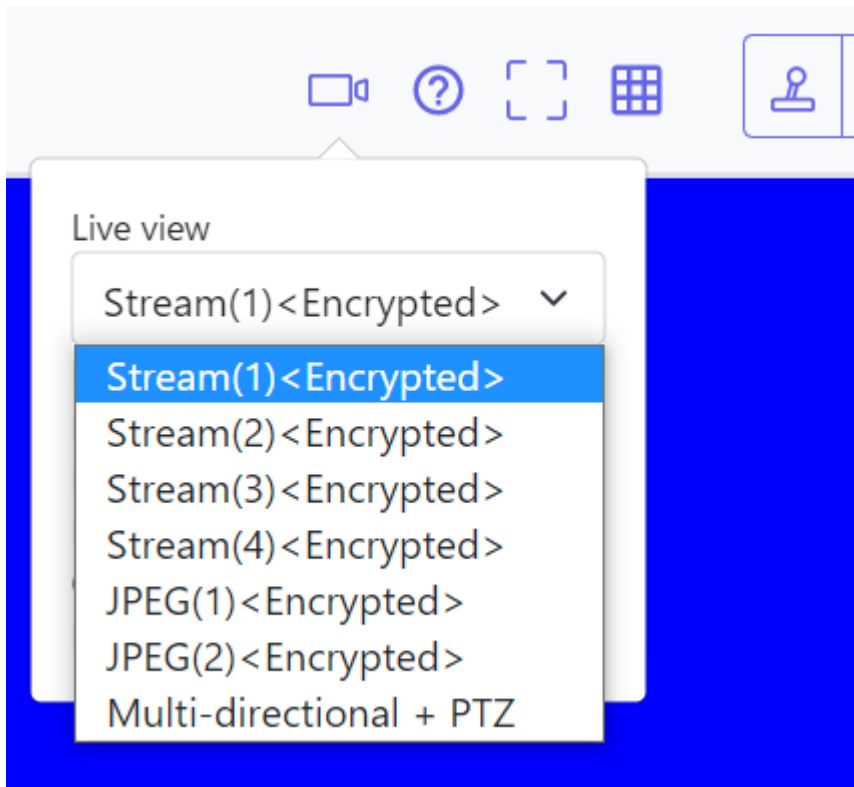 Live view
Stream(1)<Encrypted>
Stream(1)<Encrypted>
Stream(2)<Encrypted>
Stream(3)<Encrypted>
Stream(4)<Encrypted>
JPEG(1)<Encrypted>
JPEG(2)<Encrypted>
Multi-directional + PTZ